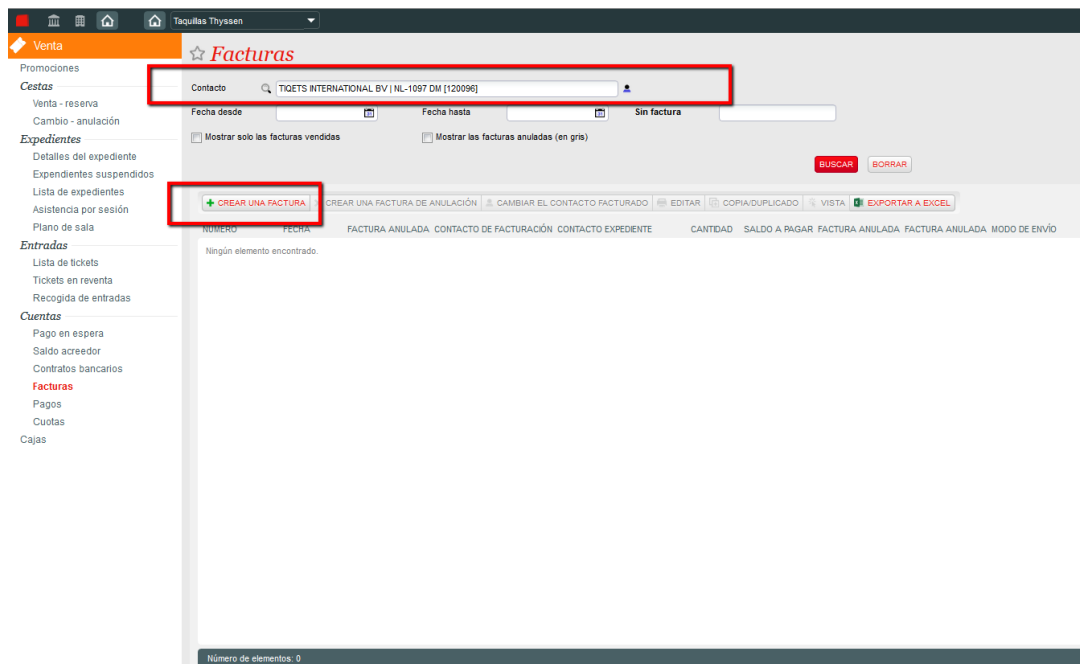 Taquillas Thyssen
Venta
Promociones
Cestas
Venta - reserva
Cambio - anulación
Expedientes
Detalles del expediente
Expendientes suspendidos
Lista de expedientes
Asistencia por sesión
Plano de sala
Entradas
Lista de tickets
Tickets en reventa
Recogida de entradas
Cuentas
Pago en espera
Saldo acreedor
Contratos bancarios
Facturas
Pagos
Cuotas
Cajas
Facturas
Contacto TIQETS INTERNATIONAL BV | NL-1097 DM [120096]
Fecha desde Fecha hasta Sin factura
Mostrar solo las facturas vendidas Mostrar las facturas anuladas (en gris)
BUSCAR BORRAR
CREAR UNA FACTURA CREAR UNA FACTURA DE ANULACIÓN CAMBIAR EL CONTACTO FACTURADO EDITAR COPIA/DUPLICADO VISTA EXPORTAR A EXCEL
NÚMERO FECHA FACTURA ANULADA CONTACTO DE FACTURACIÓN CONTACTO EXPEDIENTE CANTIDAD SALDO A PAGAR FACTURA ANULADA FACTURA ANULADA MODO DE ENVÍO
Ningún elemento encontrado.
Número de elementos: 0